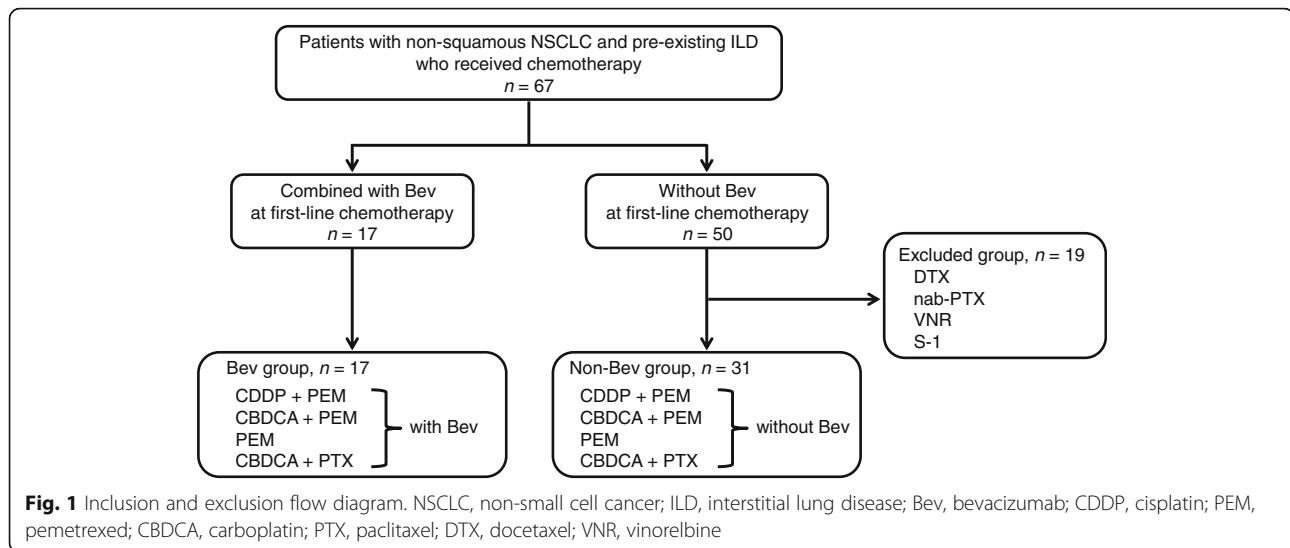 Patients with non-squamous NSCLC and pre-existing ILD
who received chemotherapy
n = 67
Combined with Bev
at first-line chemotherapy
n = 17
Without Bev
at first-line chemotherapy
n = 50
Excluded group, n = 19
DTX
nab-PTX
VNR
S-1
Bev group, n = 17
CDDP + PEM
CBDCA + PEM
PEM
CBDCA + PTX
with Bev
Non-Bev group, n = 31
CDDP + PEM
CBDCA + PEM
PEM
CBDCA + PTX
without Bev
Fig. 1 Inclusion and exclusion flow diagram. NSCLC, non-small cell cancer; ILD, interstitial lung disease; Bev, bevacizumab; CDDP, cisplatin; PEM,
pemetrexed; CBDCA, carboplatin; PTX, paclitaxel; DTX, docetaxel; VNR, vinorelbine